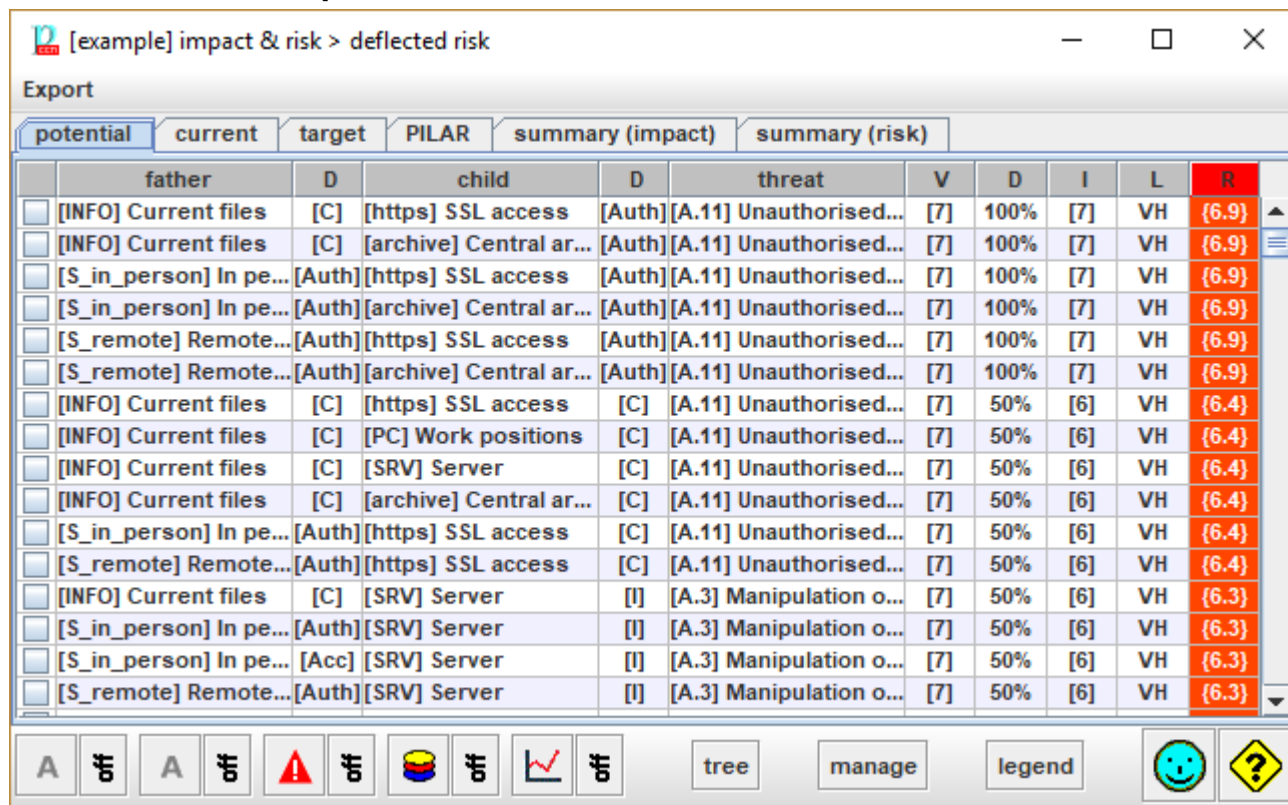 [example] impact & risk > deflected risk
Export
potential current target PILAR summary (impact) summary (risk)
father D child D threat V D I L R
[INFO] Current files [C] [https] SSL access [Auth] [A.11] Unauthorised... [7] 100% [7] VH {6.9}
[INFO] Current files [C] [archive] Central ar... [Auth] [A.11] Unauthorised... [7] 100% [7] VH {6.9}
[S_in_person] In pe... [Auth] [https] SSL access [Auth] [A.11] Unauthorised... [7] 100% [7] VH {6.9}
[S_in_person] In pe... [Auth] [archive] Central ar... [Auth] [A.11] Unauthorised... [7] 100% [7] VH {6.9}
[S_remote] Remote... [Auth] [https] SSL access [Auth] [A.11] Unauthorised... [7] 100% [7] VH {6.9}
[S_remote] Remote... [Auth] [archive] Central ar... [Auth] [A.11] Unauthorised... [7] 100% [7] VH {6.9}
[INFO] Current files [C] [https] SSL access [C] [A.11] Unauthorised... [7] 50% [6] VH {6.4}
[INFO] Current files [C] [PC] Work positions [C] [A.11] Unauthorised... [7] 50% [6] VH {6.4}
[INFO] Current files [C] [SRV] Server [C] [A.11] Unauthorised... [7] 50% [6] VH {6.4}
[INFO] Current files [C] [archive] Central ar... [C] [A.11] Unauthorised... [7] 50% [6] VH {6.4}
[S_in_person] In pe... [Auth] [https] SSL access [C] [A.11] Unauthorised... [7] 50% [6] VH {6.4}
[S_remote] Remote... [Auth] [https] SSL access [C] [A.11] Unauthorised... [7] 50% [6] VH {6.4}
[INFO] Current files [C] [SRV] Server [I] [A.3] Manipulation o... [7] 50% [6] VH {6.3}
[S_in_person] In pe... [Auth] [SRV] Server [I] [A.3] Manipulation o... [7] 50% [6] VH {6.3}
[S_in_person] In pe... [Acc] [SRV] Server [I] [A.3] Manipulation o... [7] 50% [6] VH {6.3}
[S_remote] Remote... [Auth] [SRV] Server [I] [A.3] Manipulation o... [7] 50% [6] VH {6.3}
A A tree manage legend ?